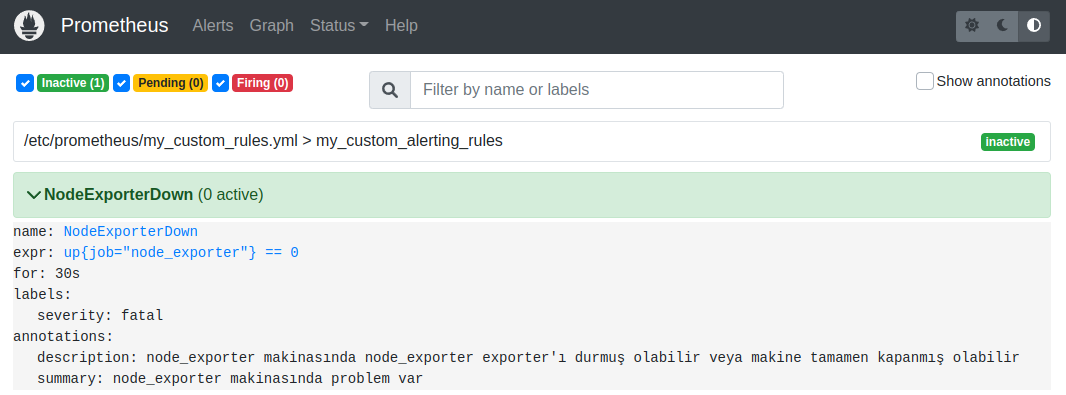 Prometheus Alerts Graph Status Help
Inactive (1) Pending (0) Firing (0) Filter by name or labels Show annotations
/etc/prometheus/my_custom_rules.yml > my_custom_alerting_rules inactive
NodeExporterDown (0 active)
name: NodeExporterDown
expr: up{job="node_exporter"} == 0
for: 30s
labels:
severity: fatal
annotations:
description: node_exporter makinasında node_exporter exporter'ı durmuş olabilir veya makine tamamen kapanmış olabilir
summary: node_exporter makinasında problem var